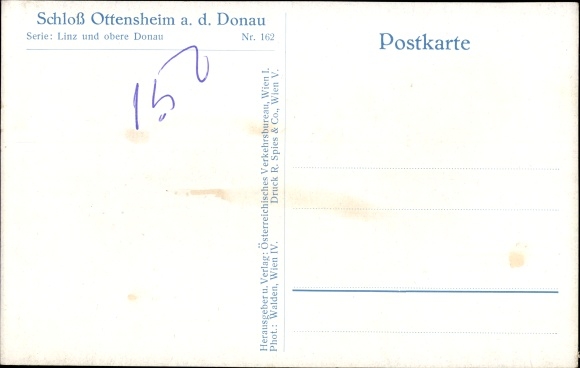 Schloß Ottensheim a. d. Donau
Serie: Linz und obere Donau Nr. 162
150
Postkarte
Herausgeber u. Verlag: Österreichisches Verkehrsbureau, Wien I.
Phot.: Walden, Wien IV. Druck R. Spies & Co., Wien V.